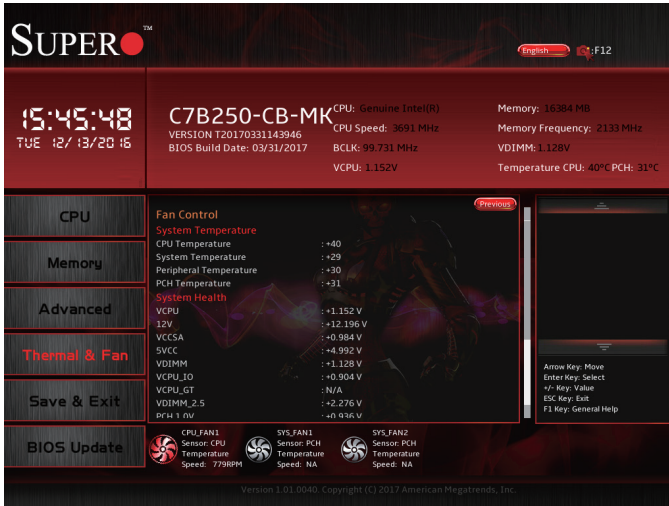 SUPER TM
English :F12
15:45:48
TUE 12/13/2016
C7B250-CB-MK
VERSION T20170331143946
BIOS Build Date: 03/31/2017
CPU: Genuine Intel(R)
CPU Speed: 3691 MHz
BCLK: 99.731 MHz
VCPU: 1.152V
Memory: 16384 MB
Memory Frequency: 2133 MHz
VDIMM: 1.128V
Temperature CPU: 40°C PCH: 31°C
CPU
Memory
Advanced
Thermal & Fan
Save & Exit
BIOS Update
Previous
Fan Control
System Temperature
CPU Temperature : +40
System Temperature : +29
Peripheral Temperature : +30
PCH Temperature : +31
System Health
VCPU : +1.152 V
12V : +12.196 V
VCCSA : +0.984 V
5VCC : +4.992 V
VDIMM : +1.128 V
VCPU_IO : +0.904 V
VCPU_GT : N/A
VDIMM_2.5 : +2.276 V
PCH 1.0V : +0.936 V
Arrow Key: Move
Enter Key: Select
+/- Key: Value
ESC Key: Exit
F1 Key: General Help
CPU_FAN1
Sensor: CPU
Temperature
Speed: 779RPM
SYS_FAN1
Sensor: PCH
Temperature
Speed: NA
SYS_FAN2
Sensor: PCH
Temperature
Speed: NA
Version 1.01.0040. Copyright (C) 2017 American Megatrends, Inc.